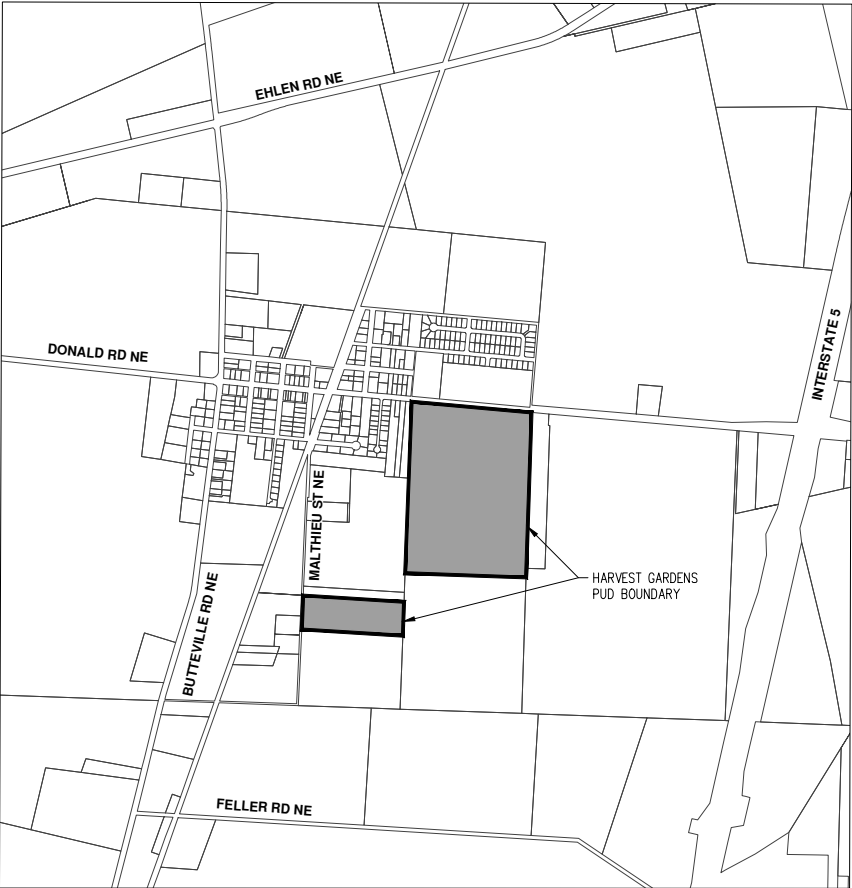 EHLEN RD NE
INTERSTATE 5
DONALD RD NE
MALTHIEU ST NE
HARVEST GARDENS
PUD BOUNDARY
BUTTEVILLE RD NE
FELLER RD NE